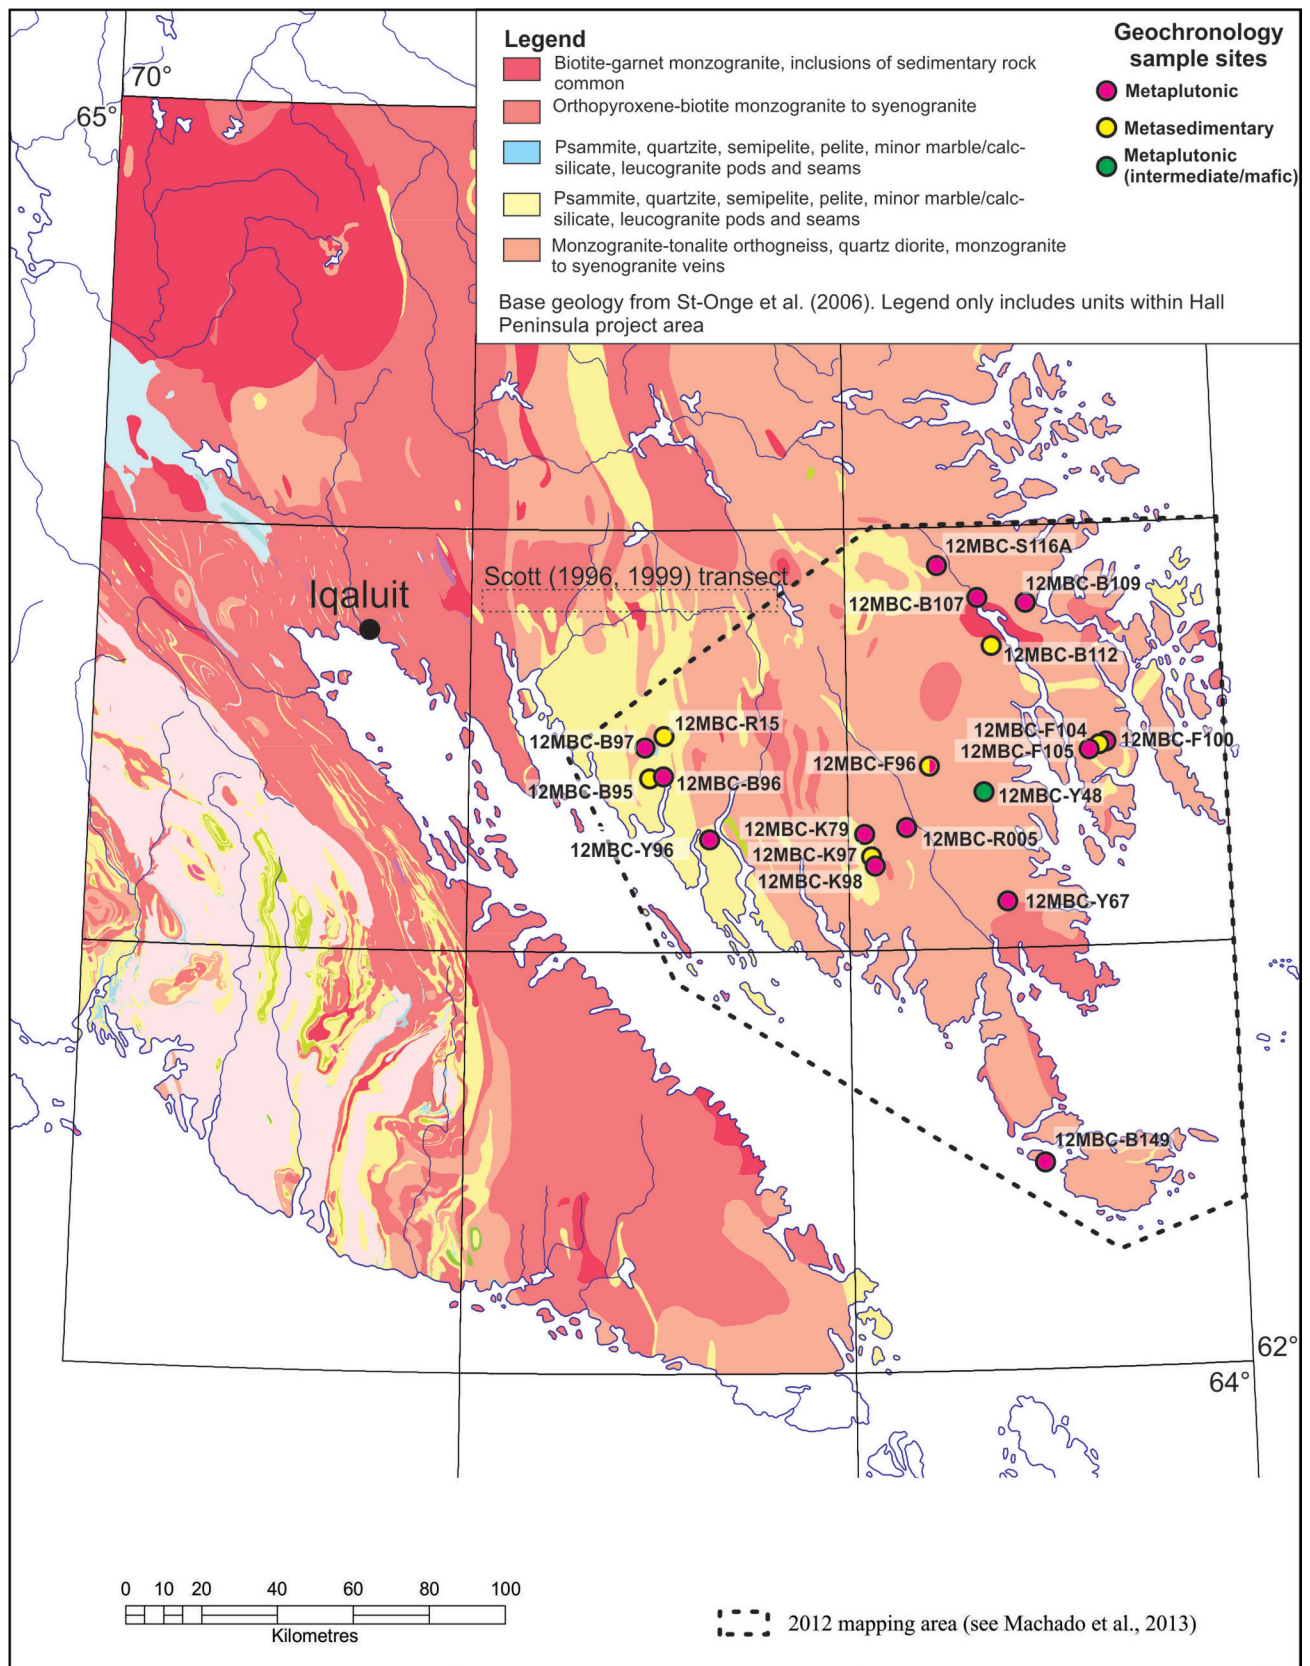 Legend
Biotite-garnet monzogranite, inclusions of sedimentary rock
common
Orthopyroxene-biotite monzogranite to syenogranite
Psammite, quartzite, semipelite, pelite, minor marble/calc-
silicate, leucogranite pods and seams
Psammite, quartzite, semipelite, pelite, minor marble/calc-
silicate, leucogranite pods and seams
Monzogranite-tonalite orthogneiss, quartz diorite, monzogranite
to syenogranite veins
Base geology from St-Onge et al. (2006). Legend only includes units within Hall
Peninsula project area
Geochronology
sample sites
Metaplutonic
Metasedimentary
Metaplutonic
(intermediate/mafic)
70°
65°
Scott (1996, 1999) transect
Iqaluit
12MBC-S116A
12MBC-B109
12MBC-B107
12MBC-B112
12MBC-R15
12MBC-B97
12MBC-F104
12MBC-F100
12MBC-F105
12MBC-F96
12MBC-B96
12MBC-B95
12MBC-Y48
12MBC-K79
12MBC-R005
12MBC-Y96
12MBC-K97
12MBC-K98
12MBC-Y67
12MBC-B149
62°
64°
0 10 20 40 60 80 100
Kilometres
2012 mapping area (see Machado et al., 2013)